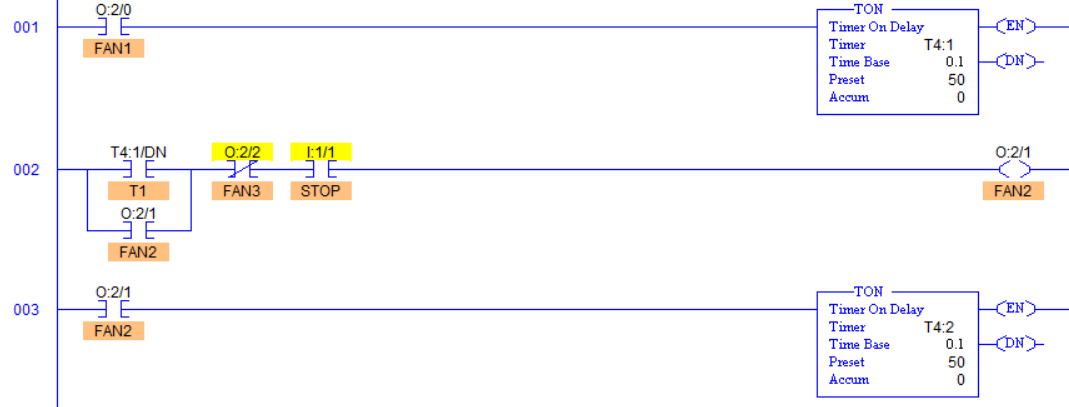 O:2/0
001
FAN1
TON
Timer On Delay
Timer T4:1
Time Base 0.1
Preset 50
Accum 0
EN
DN
002
T4:1/DN O:2/2 I:1/1 O:2/1
T1 FAN3 STOP FAN2
O:2/1
FAN2
003
O:2/1
FAN2
TON
Timer On Delay
Timer T4:2
Time Base 0.1
Preset 50
Accum 0
EN
DN